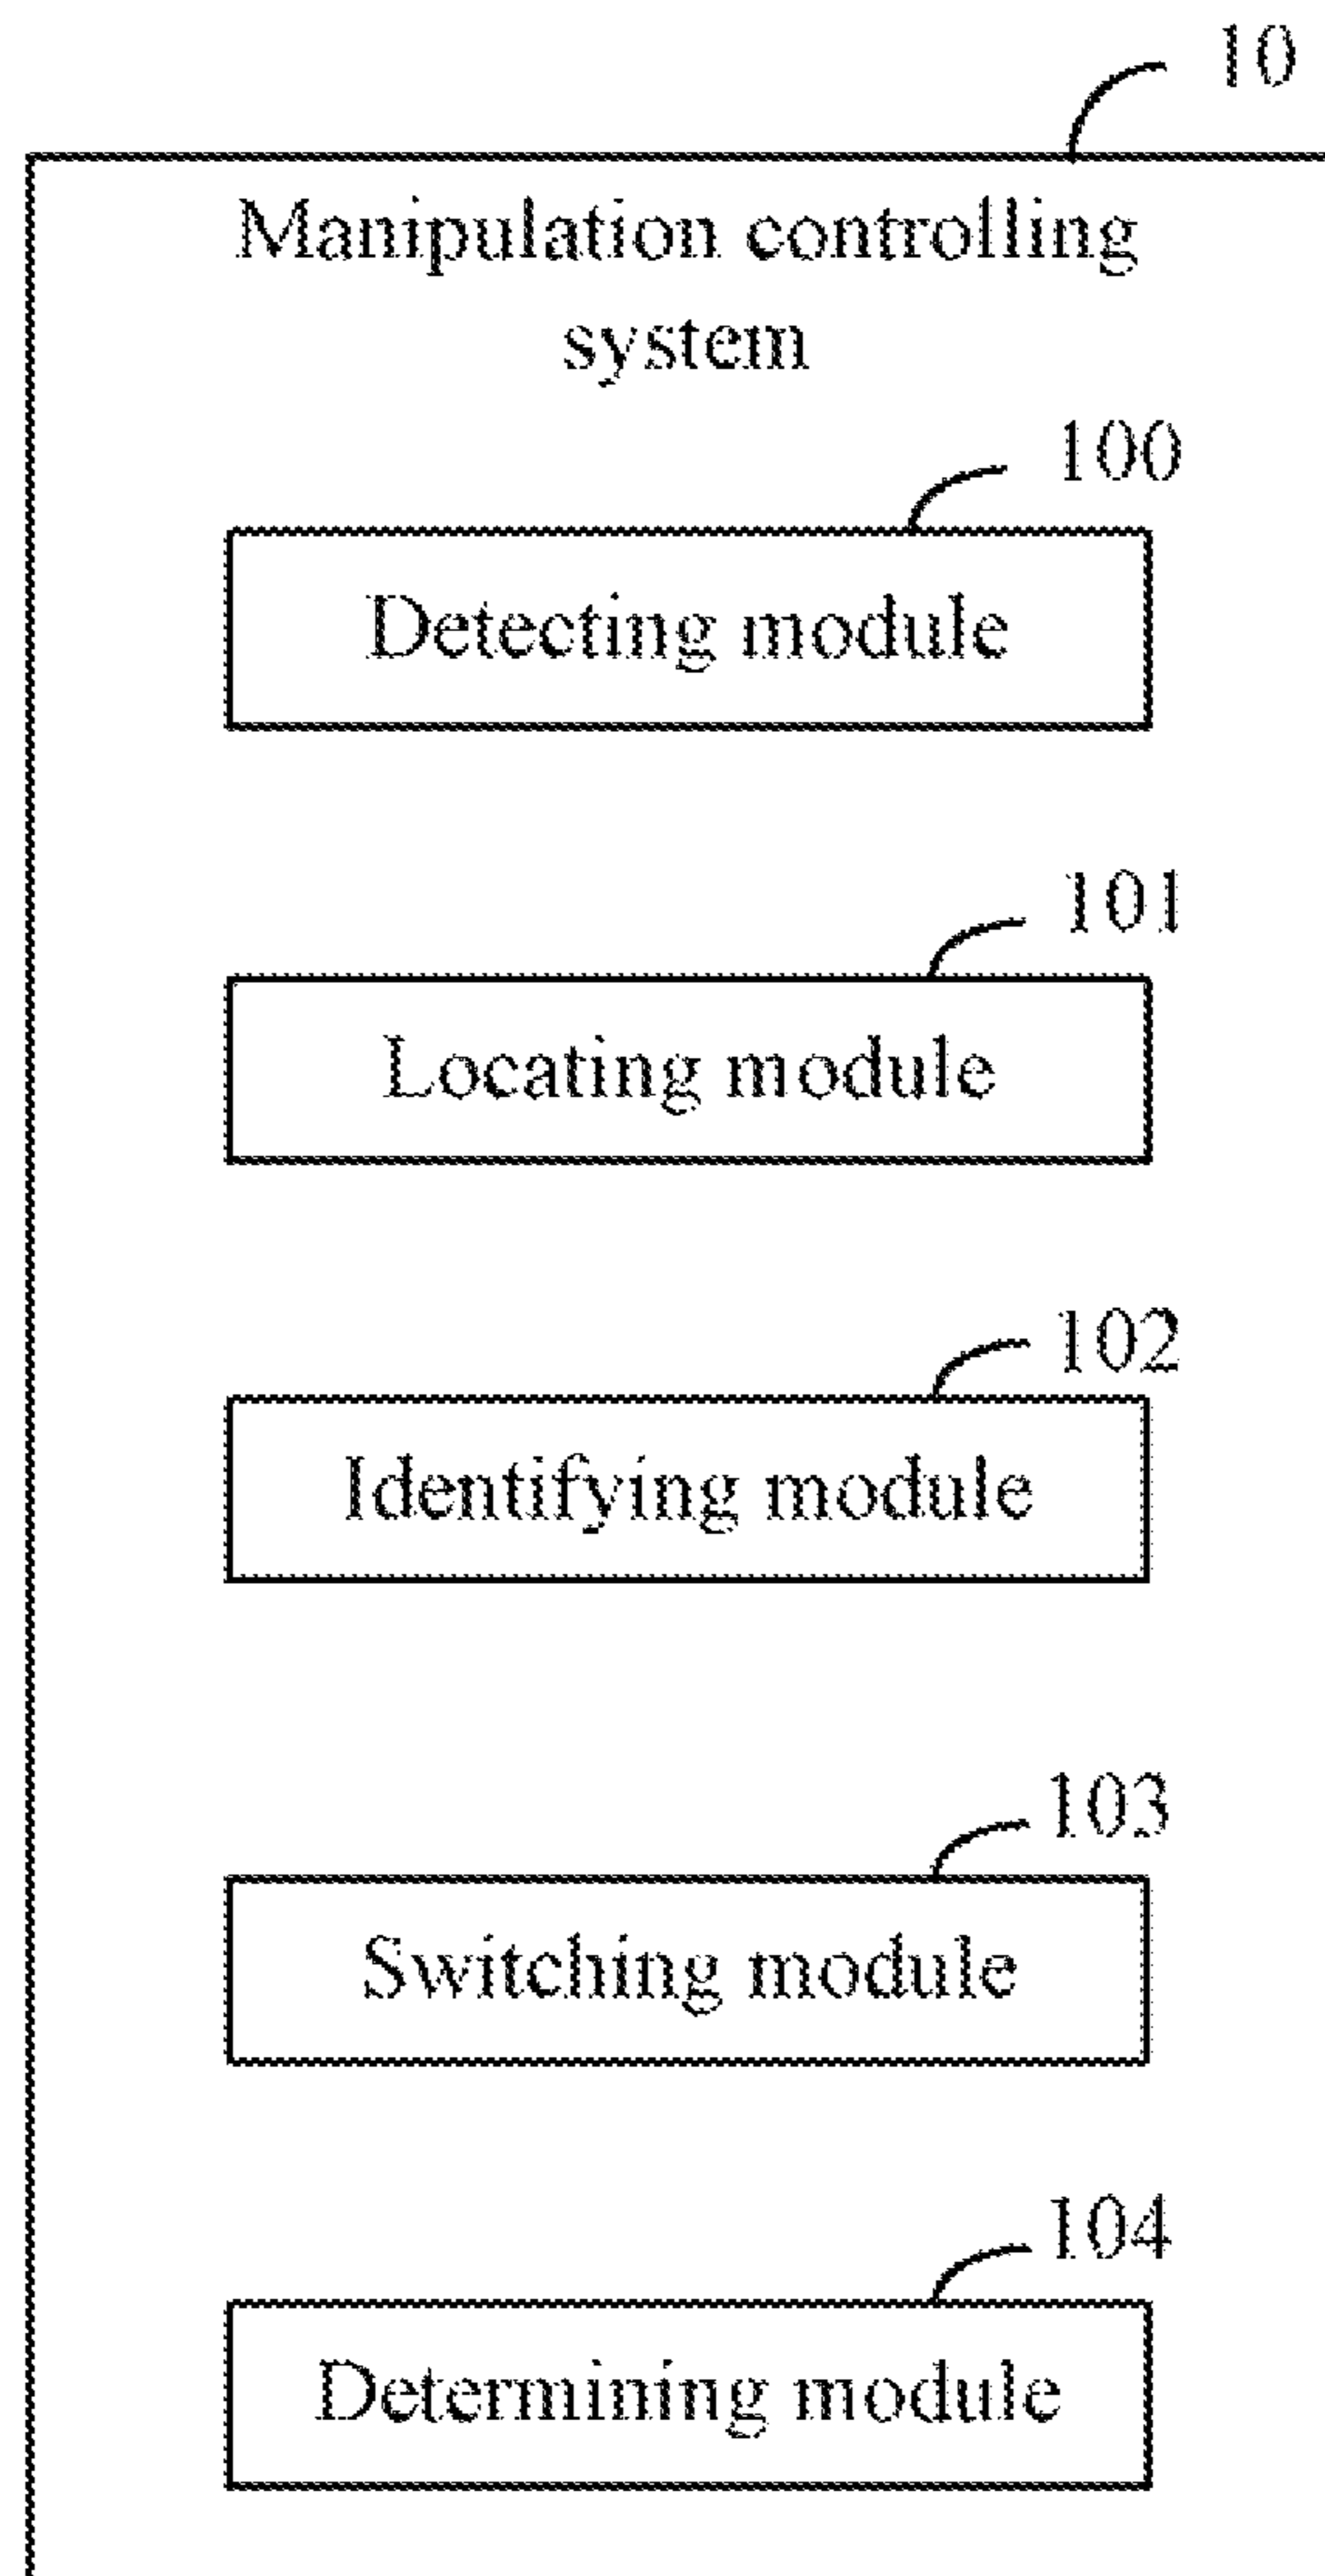 10
Manipulation controlling
system
100
Detecting module
101
Locating module
102
Identifying module
103
Switching module
104
Determining module